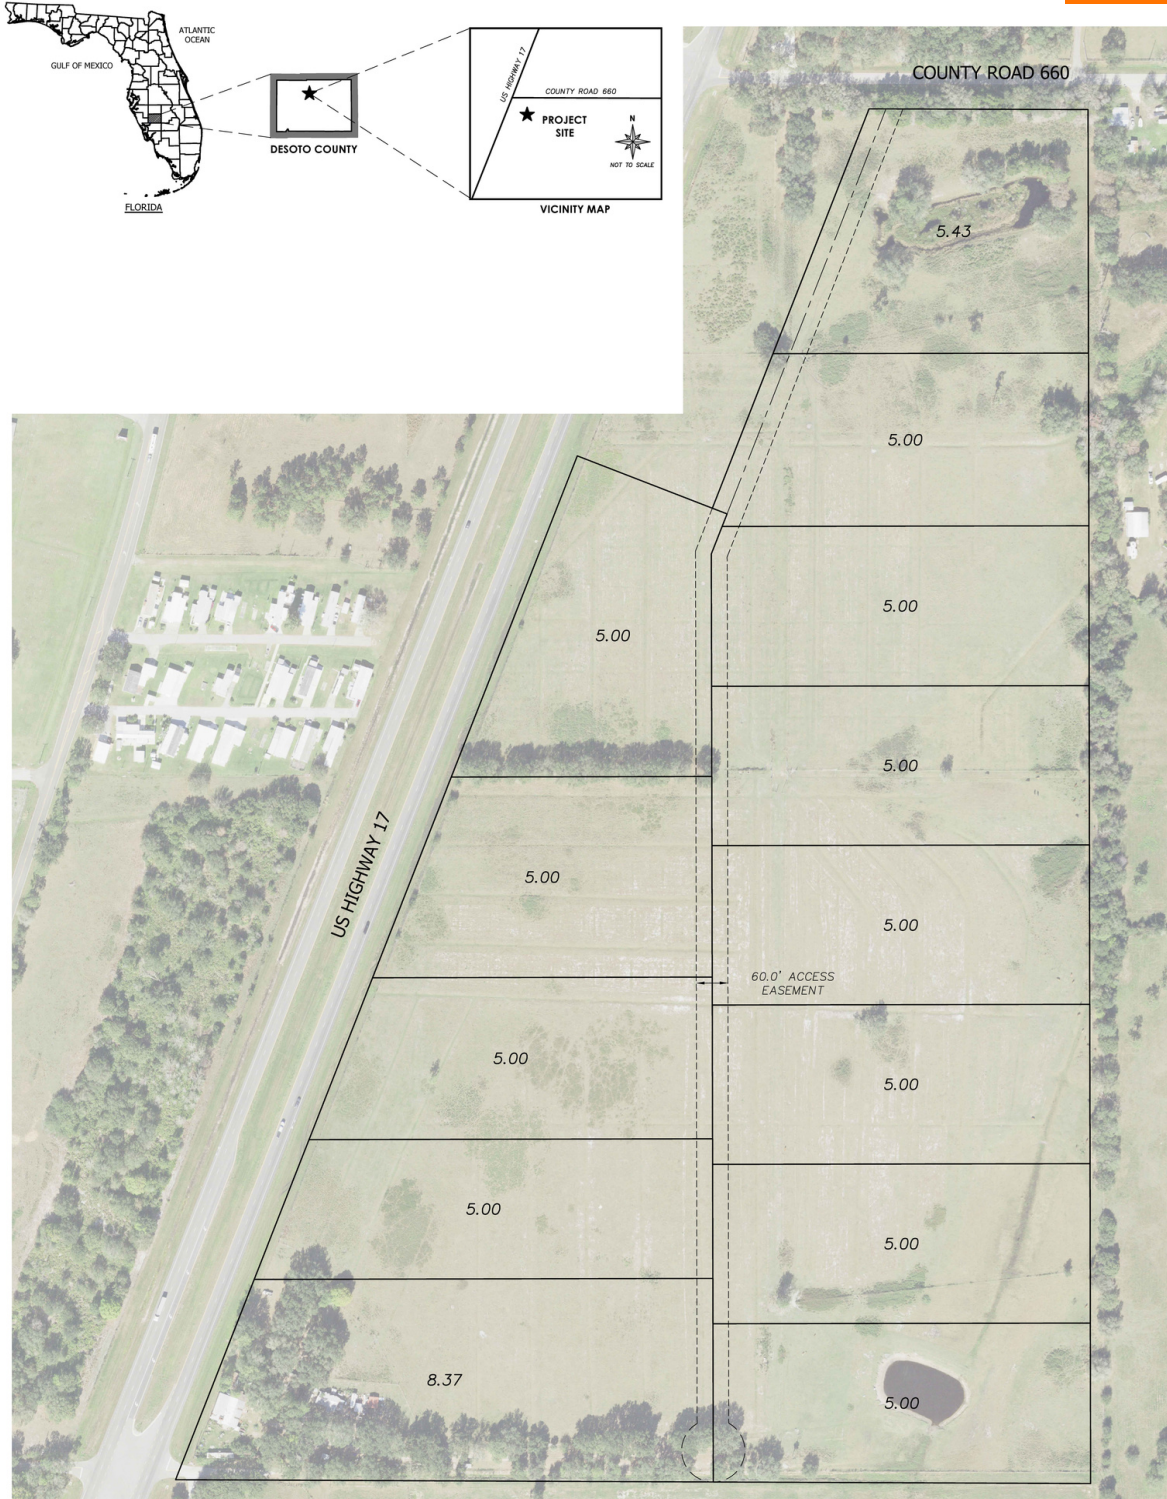 ATLANTIC
OCEAN
GULF OF MEXICO
FLORIDA
DESOTO COUNTY
US HIGHWAY 17
COUNTY ROAD 660
PROJECT
SITE
N
NOT TO SCALE
VICINITY MAP
COUNTY ROAD 660
5.43
5.00
5.00
5.00
5.00
5.00
US HIGHWAY 17
5.00
60.0' ACCESS
EASEMENT
5.00
5.00
5.00
5.00
8.37
5.00